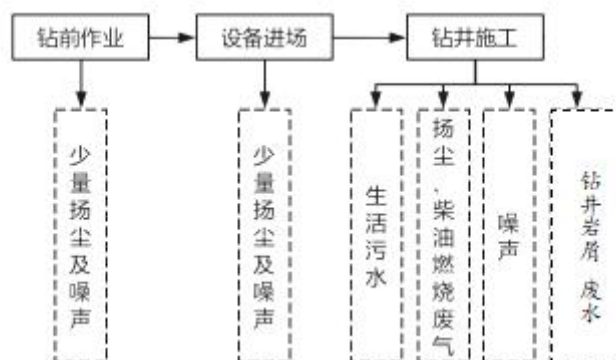 钻前作业
设备进场
钻井施工
少量扬尘及噪声
少量扬尘及噪声
生活污水
扬尘、柴油燃烧废气
噪声
钻井岩屑 废水